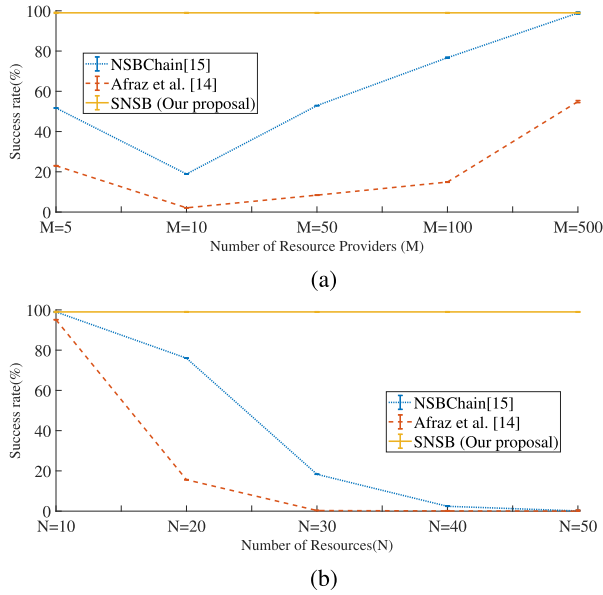 100
80
60
40
20
0
Success rate(%)
NSBChain[15]
Afraz et al. [14]
SNSB (Our proposal)
M=5 M=10 M=50 M=100 M=500
Number of Resource Providers (M)
(a)
100
80
60
40
20
0
Success rate(%)
NSBChain[15]
Afraz et al. [14]
SNSB (Our proposal)
N=10 N=20 N=30 N=40 N=50
Number of Resources(N)
(b)